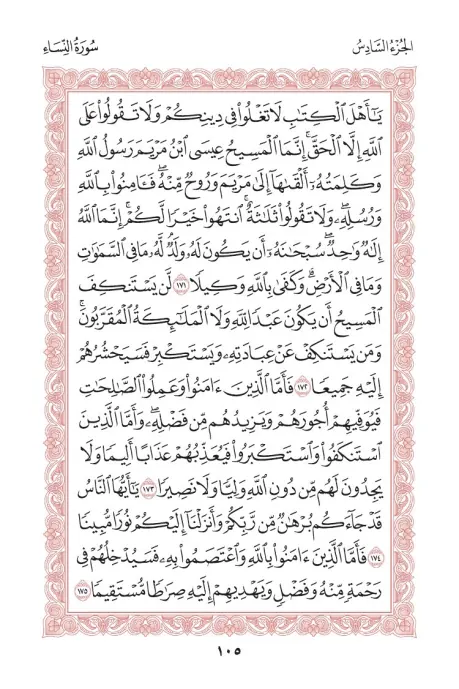 الجُزْءُ السَّادِسُ
سُورَةُ النِّسَاءِ
يَٰٓأَهْلَ ٱلْكِتَٰبِ لَا تَغْلُوا۟ فِى دِينِكُمْ وَلَا تَقُولُوا۟ عَلَى
ٱللَّهِ إِلَّا ٱلْحَقَّ ۚ إِنَّمَا ٱلْمَسِيحُ عِيسَى ٱبْنُ مَرْيَمَ رَسُولُ ٱللَّهِ
وَكَلِمَتُهُۥٓ أَلْقَىٰهَآ إِلَىٰ مَرْيَمَ وَرُوحٌ مِّنْهُ ۖ فَـَٔامِنُوا۟ بِٱللَّهِ
وَرُسُلِهِۦ ۖ وَلَا تَقُولُوا۟ ثَلَٰثَةٌ ۚ ٱنتَهُوا۟ خَيْرًا لَّكُمْ ۚ إِنَّمَا ٱللَّهُ
إِلَٰهٌ وَٰحِدٌ ۖ سُبْحَٰنَهُۥٓ أَن يَكُونَ لَهُۥ وَلَدٌ ۘ لَّهُۥ مَا فِى ٱلسَّمَٰوَٰتِ
وَمَا فِى ٱلْأَرْضِ ۗ وَكَفَىٰ بِٱللَّهِ وَكِيلًا ١٧١ لَّن يَسْتَنكِفَ
ٱلْمَسِيحُ أَن يَكُونَ عَبْدًا لِّلَّهِ وَلَا ٱلْمَلَٰٓئِكَةُ ٱلْمُقَرَّبُونَ ۚ
وَمَن يَسْتَنكِفْ عَنْ عِبَادَتِهِۦ وَيَسْتَكْبِرْ فَسَيَحْشُرُهُمْ
إِلَيْهِ جَمِيعًا ١٧٢ فَأَمَّا ٱلَّذِينَ ءَامَنُوا۟ وَعَمِلُوا۟ ٱلصَّٰلِحَٰتِ
فَيُوَفِّيهِمْ أُجُورَهُمْ وَيَزِيدُهُم مِّن فَضْلِهِۦ ۖ وَأَمَّا ٱلَّذِينَ
ٱسْتَنكَفُوا۟ وَٱسْتَكْبَرُوا۟ فَيُعَذِّبُهُمْ عَذَابًا أَلِيمًا وَلَا
يَجِدُونَ لَهُم مِّن دُونِ ٱللَّهِ وَلِيًّا وَلَا نَصِيرًا ١٧٣ يَٰٓأَيُّهَا ٱلنَّاسُ
قَدْ جَآءَكُم بُرْهَٰنٌ مِّن رَّبِّكُمْ وَأَنزَلْنَآ إِلَيْكُمْ نُورًا مُّبِينًا
١٧٤ فَأَمَّا ٱلَّذِينَ ءَامَنُوا۟ بِٱللَّهِ وَٱعْتَصَمُوا۟ بِهِۦ فَسَيُدْخِلُهُمْ فِى
رَحْمَةٍ مِّنْهُ وَفَضْلٍ وَيَهْدِيهِمْ إِلَيْهِ صِرَٰطًا مُّسْتَقِيمًا ١٧٥
١٠٥